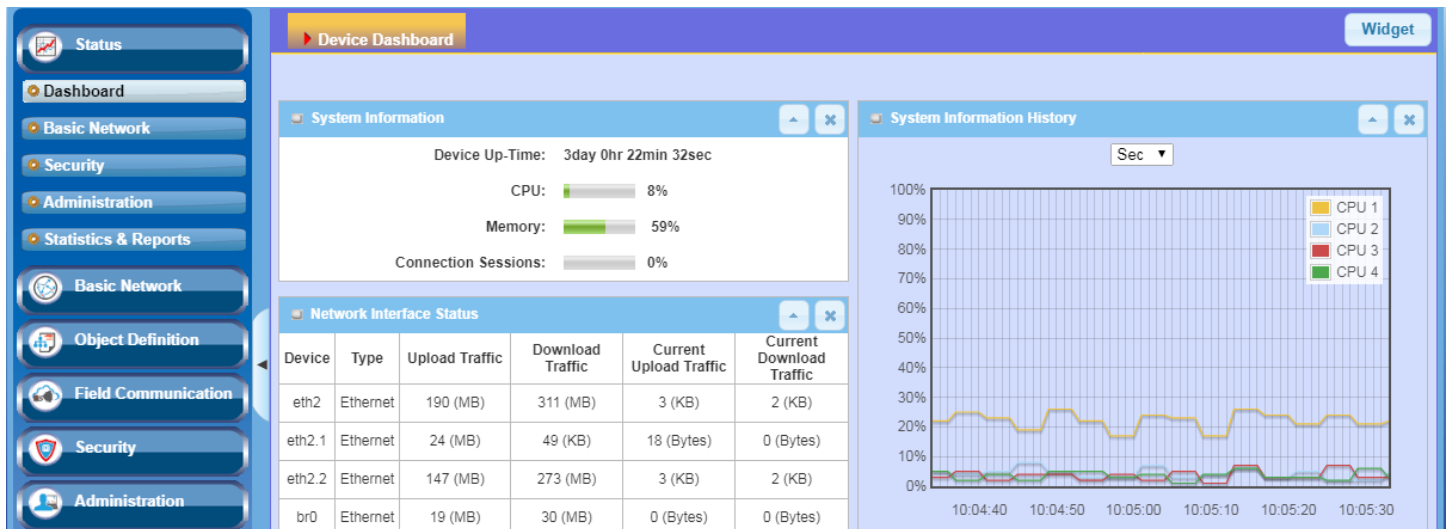 Status
Dashboard
Basic Network
Security
Administration
Statistics & Reports
Basic Network
Object Definition
Field Communication
Security
Administration
Device Dashboard
Widget
System Information
Device Up-Time: 3day 0hr 22min 32sec
CPU: 8%
Memory: 59%
Connection Sessions: 0%
Network Interface Status
Device Type Upload Traffic Download Traffic Current Upload Traffic Current Download Traffic
eth2 Ethernet 190 (MB) 311 (MB) 3 (KB) 2 (KB)
eth2.1 Ethernet 24 (MB) 49 (KB) 18 (Bytes) 0 (Bytes)
eth2.2 Ethernet 147 (MB) 273 (MB) 3 (KB) 2 (KB)
br0 Ethernet 19 (MB) 30 (MB) 0 (Bytes) 0 (Bytes)
System Information History
Sec
100%
90%
80%
70%
60%
50%
40%
30%
20%
10%
0%
CPU 1
CPU 2
CPU 3
CPU 4
10:04:40 10:04:50 10:05:00 10:05:10 10:05:20 10:05:30